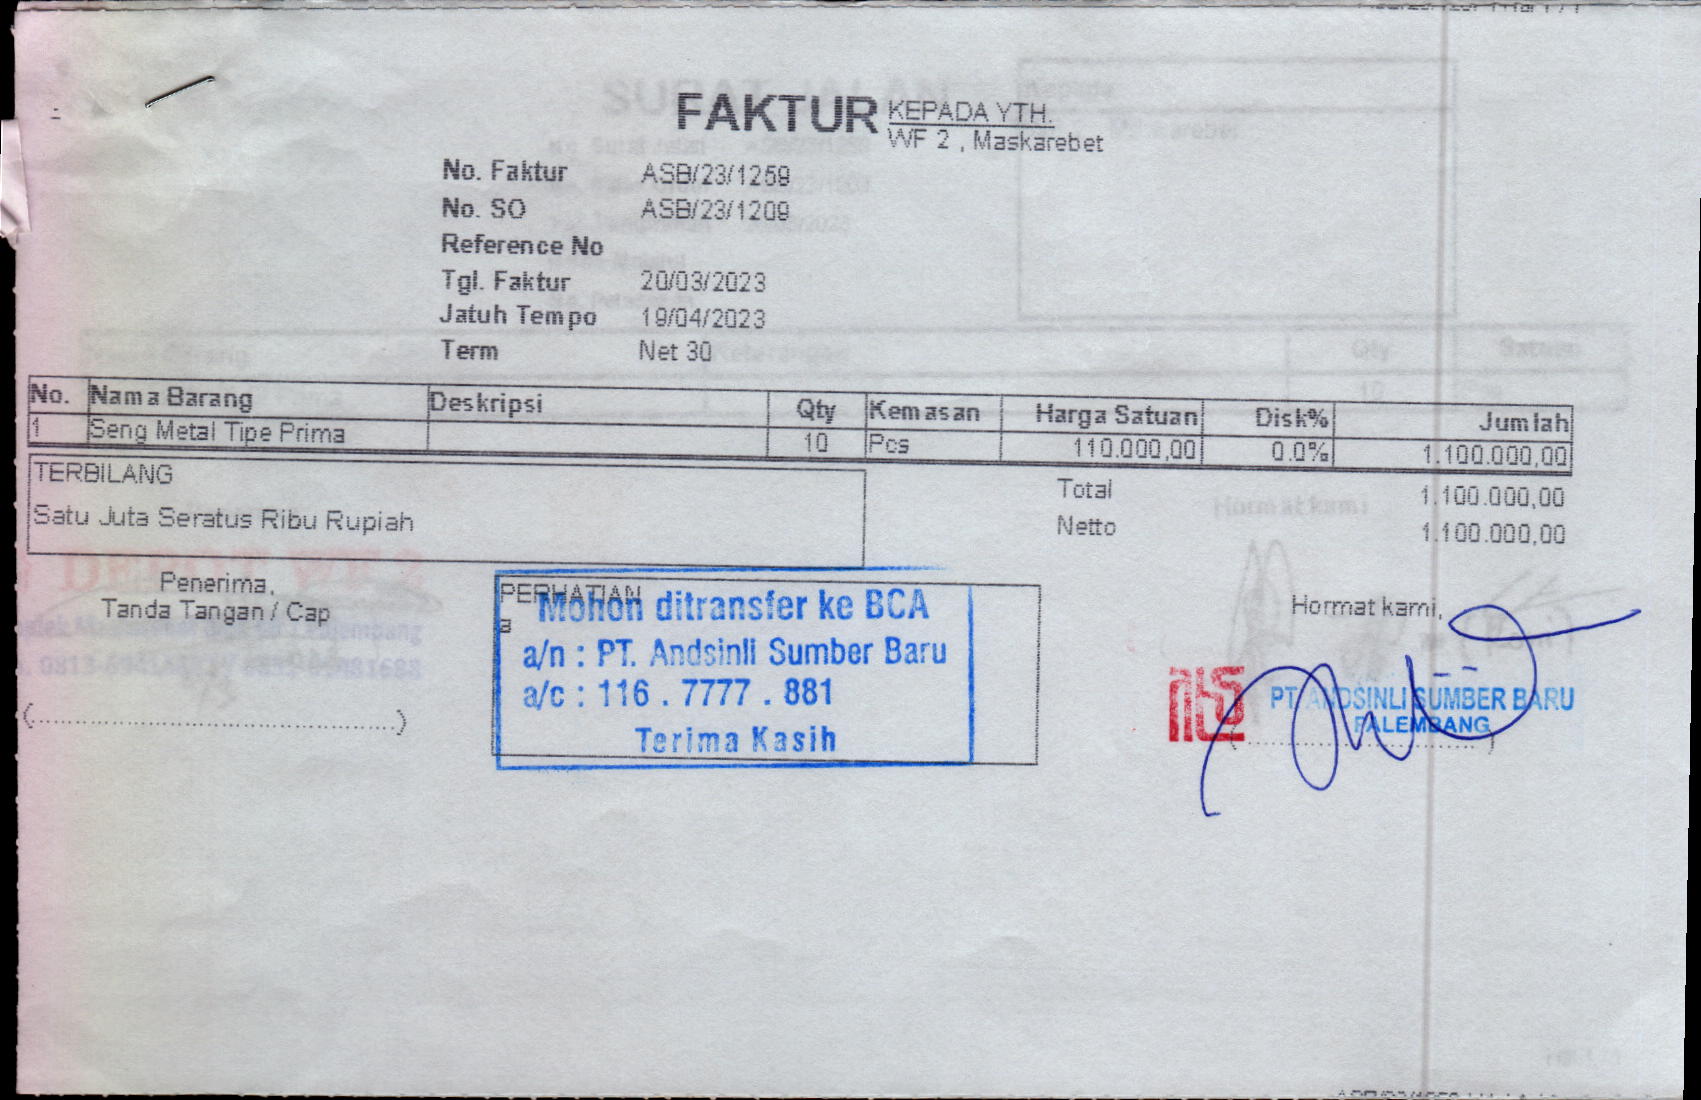 FAKTUR
KEPADA YTH.
WF 2 , Maskarebet
No. Faktur ASB/23/1259
No. SO ASB/23/1209
Reference No
Tgl. Faktur 20/03/2023
Jatuh Tempo 19/04/2023
Term Net 30
No. Nama Barang Deskripsi Qty Kemasan Harga Satuan Disk% Jumlah
1 Seng Metal Tipe Prima 10 Pcs 110.000,00 0.0% 1.100.000,00
TERBILANG
Satu Juta Seratus Ribu Rupiah
Total 1.100.000,00
Netto 1.100.000,00
Penerima,
Tanda Tangan / Cap
(......................................................)
PERHATIAN
a
Mohon ditransfer ke BCA
a/n : PT. Andsinli Sumber Baru
a/c : 116 . 7777 . 881
Terima Kasih
Hormat kami,
PT. ANDSINLI SUMBER BARU
PALEMBANG